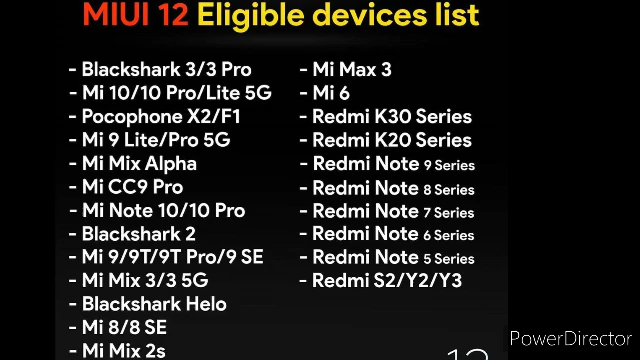 MIUI 12 Eligible devices list
- Blackshark 3/3 Pro
- Mi 10/10 Pro/Lite 5G
- Pocophone X2/F1
- Mi 9 Lite/Pro 5G
- Mi Mix Alpha
- Mi CC9 Pro
- Mi Note 10/10 Pro
- Blackshark 2
- Mi 9/9T/9T Pro/9 SE
- Mi Mix 3/3 5G
- Blackshark Helo
- Mi 8/8 SE
- Mi Mix 2s
- Mi Max 3
- Mi 6
- Redmi K30 Series
- Redmi K20 Series
- Redmi Note 9 Series
- Redmi Note 8 Series
- Redmi Note 7 Series
- Redmi Note 6 Series
- Redmi Note 5 Series
- Redmi S2/Y2/Y3
12
PowerDirector